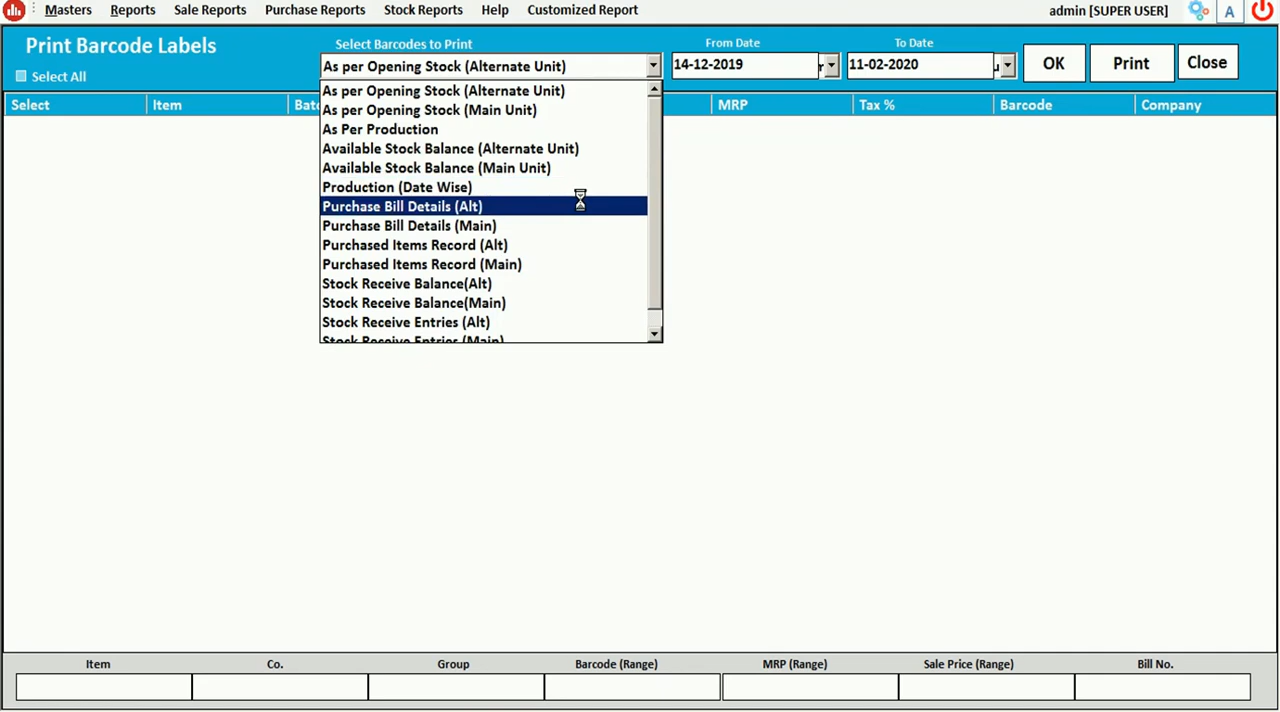 Masters Reports Sale Reports Purchase Reports Stock Reports Help Customized Report admin [SUPER USER] A
Print Barcode Labels
Select All
Select Barcodes to Print
As per Opening Stock (Alternate Unit)
From Date
14-12-2019
To Date
11-02-2020
OK Print Close
Select Item MRP Tax % Barcode Company
As per Opening Stock (Alternate Unit)
As per Opening Stock (Main Unit)
As Per Production
Available Stock Balance (Alternate Unit)
Available Stock Balance (Main Unit)
Production (Date Wise)
Purchase Bill Details (Alt)
Purchase Bill Details (Main)
Purchased Items Record (Alt)
Purchased Items Record (Main)
Stock Receive Balance(Alt)
Stock Receive Balance(Main)
Stock Receive Entries (Alt)
Stock Receive Entries (Main)
Item Co. Group Barcode (Range) MRP (Range) Sale Price (Range) Bill No.